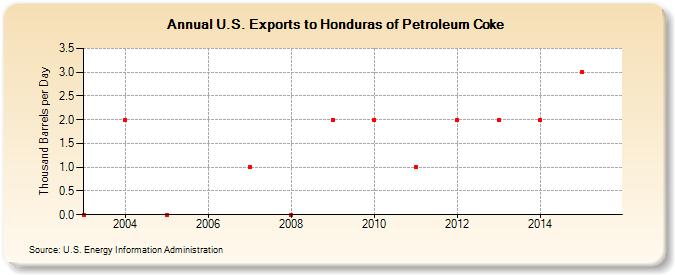 Annual U.S. Exports to Honduras of Petroleum Coke
Thousand Barrels per Day
3.5
3.0
2.5
2.0
1.5
1.0
0.5
0.0
2004 2006 2008 2010 2012 2014
Source: U.S. Energy Information Administration